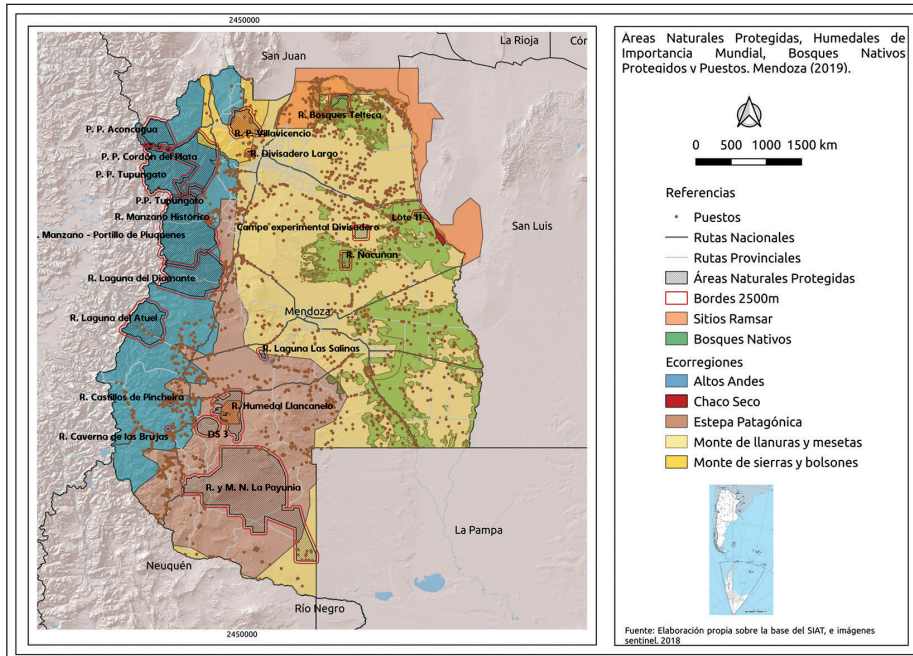 2450000
La Rioja
Cór
San Juan
R. Bosques Telteca
P. P. Aconcagua
R. P. Villavicencio
P. P. Cordón del Plata
R. Divisadero Largo
P. P. Tupungato
P.P. Tupungato
R. Manzano Histórico
Lote 11
Campo experimental Divisadero
San Luis
. Manzano - Portillo de Piuquenes
R. Ñacuñan
R. Laguna del Diamante
Mendoza
R. Laguna del Atuel
R. Laguna Las Salinas
R. Castillos de Pincheira
R. Humedal Llancanelo
R. Caverna de las Brujas
DS 3
R. y M. N. La Payunia
La Pampa
Neuquén
Río Negro
2450000
Áreas Naturales Protegidas, Humedales de
Importancia Mundial, Bosques Nativos
Protegidos y Puestos. Mendoza (2019).
0 500 1000 1500 km
Referencias
Puestos
Rutas Nacionales
Rutas Provinciales
Áreas Naturales Protegidas
Bordes 2500m
Sitios Ramsar
Bosques Nativos
Ecorregiones
Altos Andes
Chaco Seco
Estepa Patagónica
Monte de llanuras y mesetas
Monte de sierras y bolsones
Fuente: Elaboración propia sobre la base del SIAT, e imágenes
sentinel. 2018